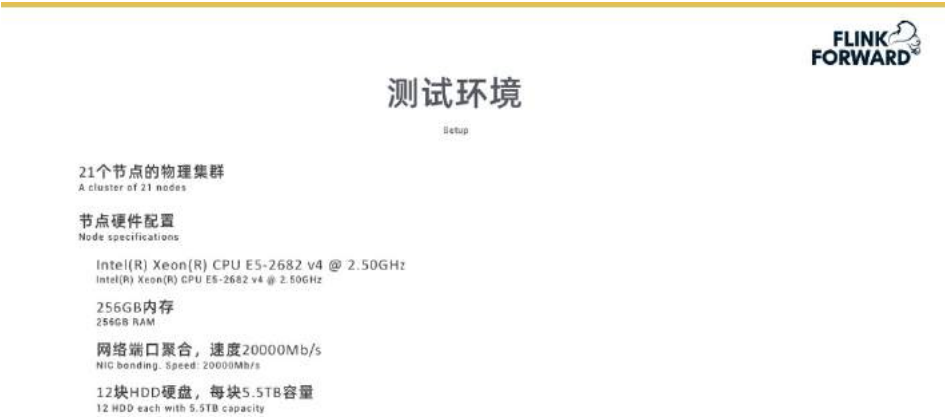 FLINK
FORWARD
测试环境
Setup
21个节点的物理集群
A cluster of 21 nodes
节点硬件配置
Node specifications
Intel(R) Xeon(R) CPU E5-2682 v4 @ 2.50GHz
Intel(R) Xeon(R) CPU E5-2682 v4 @ 2.50GHz
256GB内存
256GB RAM
网络端口聚合，速度20000Mb/s
NIC bonding. Speed: 20000Mb/s
12块HDD硬盘，每块5.5TB容量
12 HDD each with 5.5TB capacity